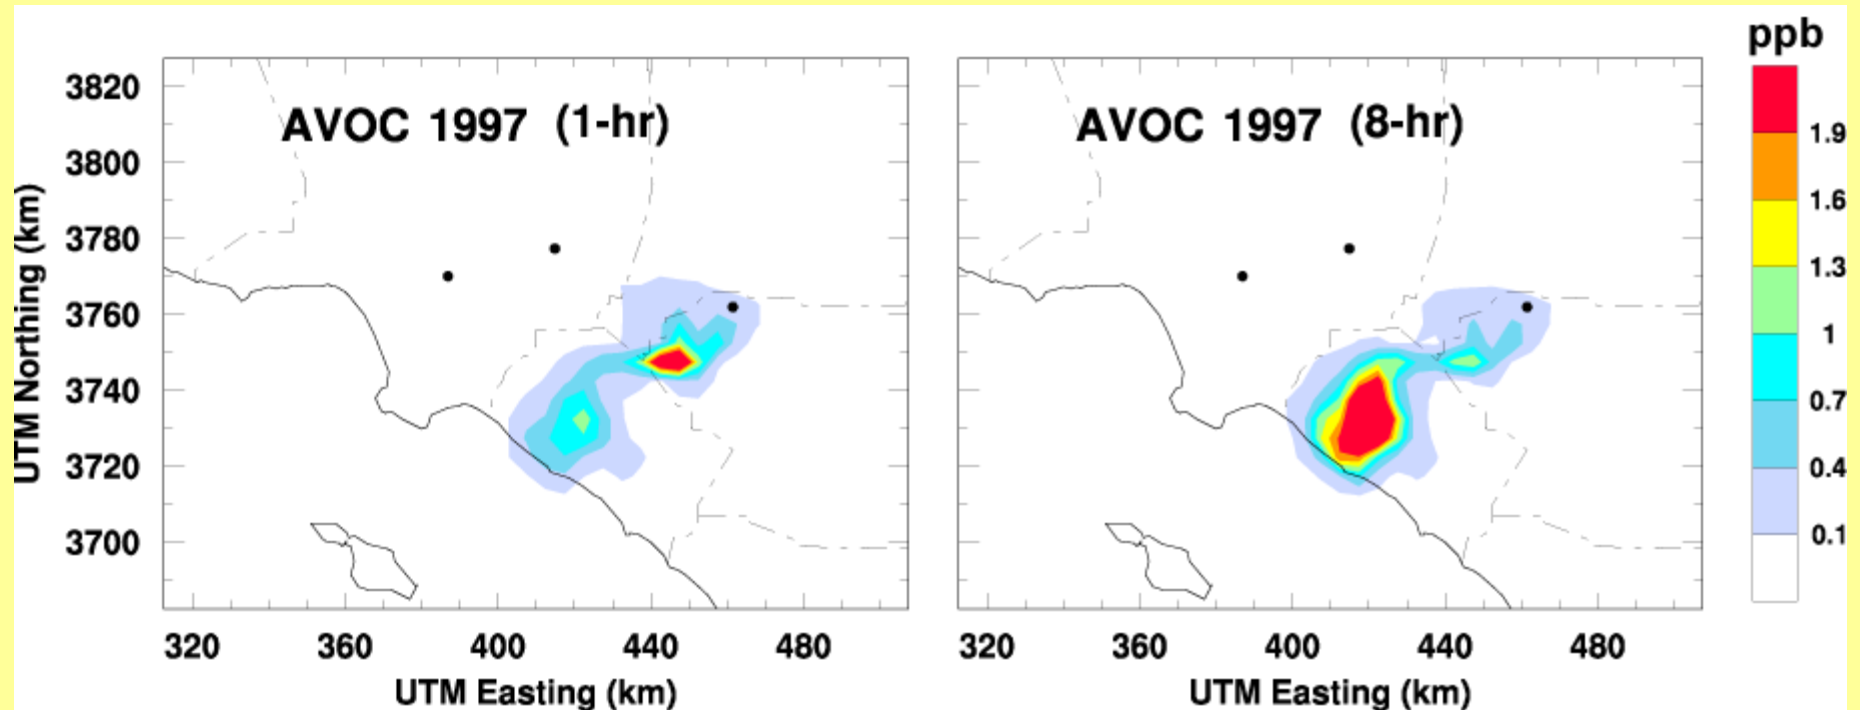 ppb
AVOC 1997 (1-hr)
AVOC 1997 (8-hr)
UTM Northing (km)
3820
3800
3780
3760
3740
3720
3700
320 360 400 440 480
320 360 400 440 480
UTM Easting (km)
UTM Easting (km)
1.9
1.6
1.3
1
0.7
0.4
0.1